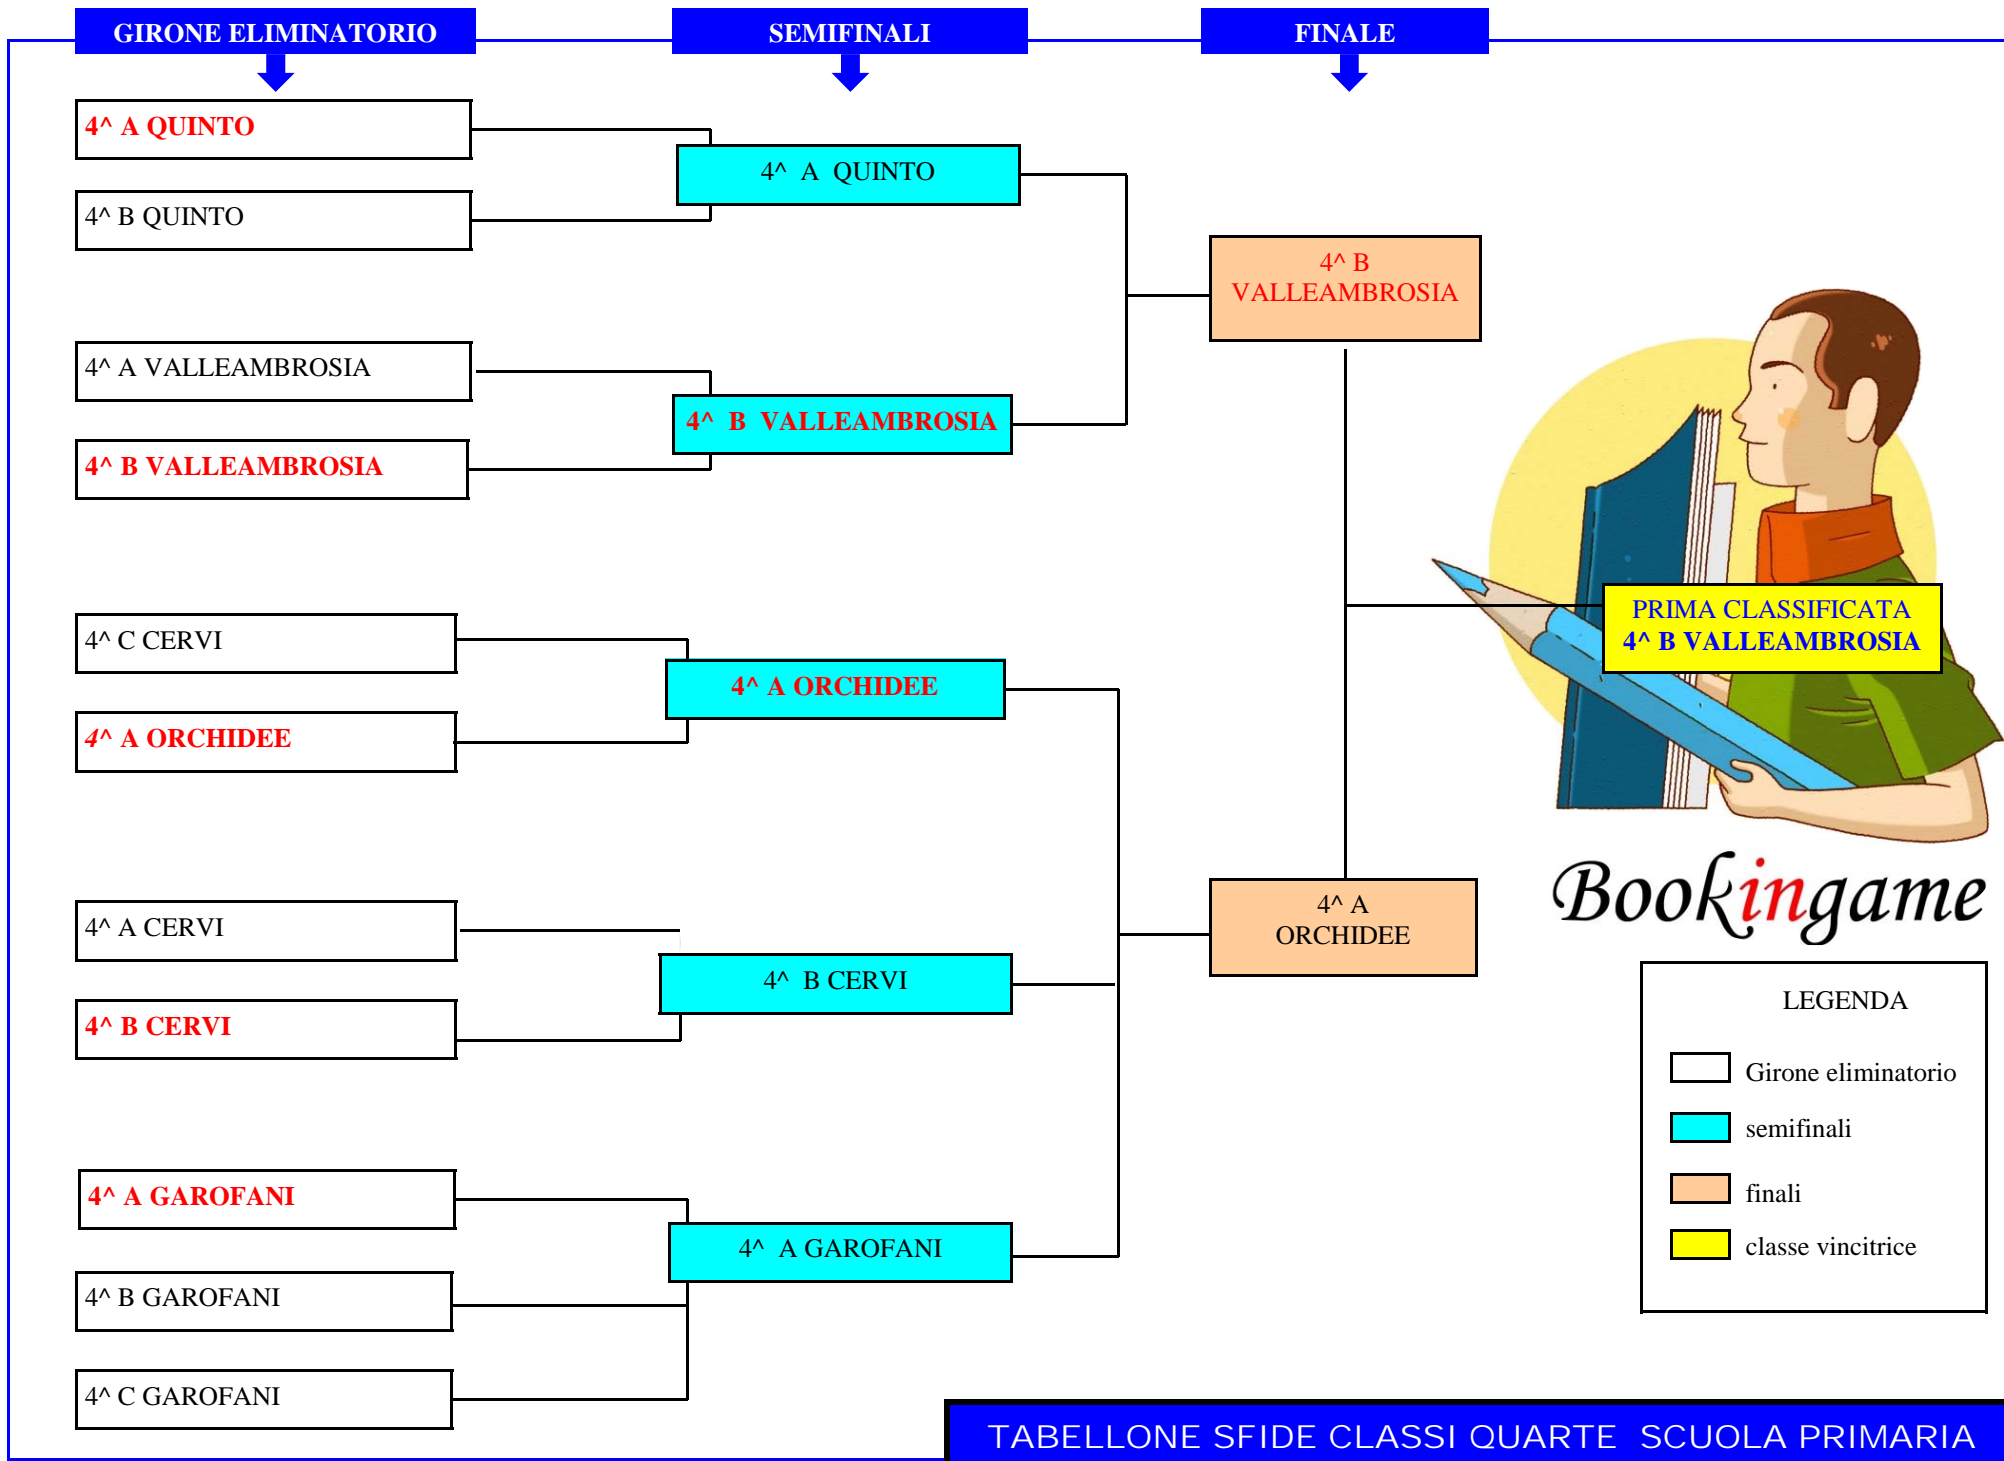 GIRONE ELIMINATORIO
SEMIFINALI
FINALE
4^ A QUINTO
4^ B QUINTO
4^ A VALLEAMBROSIA
4^ B VALLEAMBROSIA
4^ C CERVI
4^ A ORCHIDEE
4^ A CERVI
4^ B CERVI
4^ A GAROFANI
4^ B GAROFANI
4^ C GAROFANI
4^ A QUINTO
4^ B VALLEAMBROSIA
4^ A ORCHIDEE
4^ B CERVI
4^ A GAROFANI
4^ B
VALLEAMBROSIA
4^ A
ORCHIDEE
PRIMA CLASSIFICATA
4^ B VALLEAMBROSIA
Bookingame
LEGENDA
Girone eliminatorio
semifinali
finali
classe vincitrice
TABELLONE SFIDE CLASSI QUARTE SCUOLA PRIMARIA